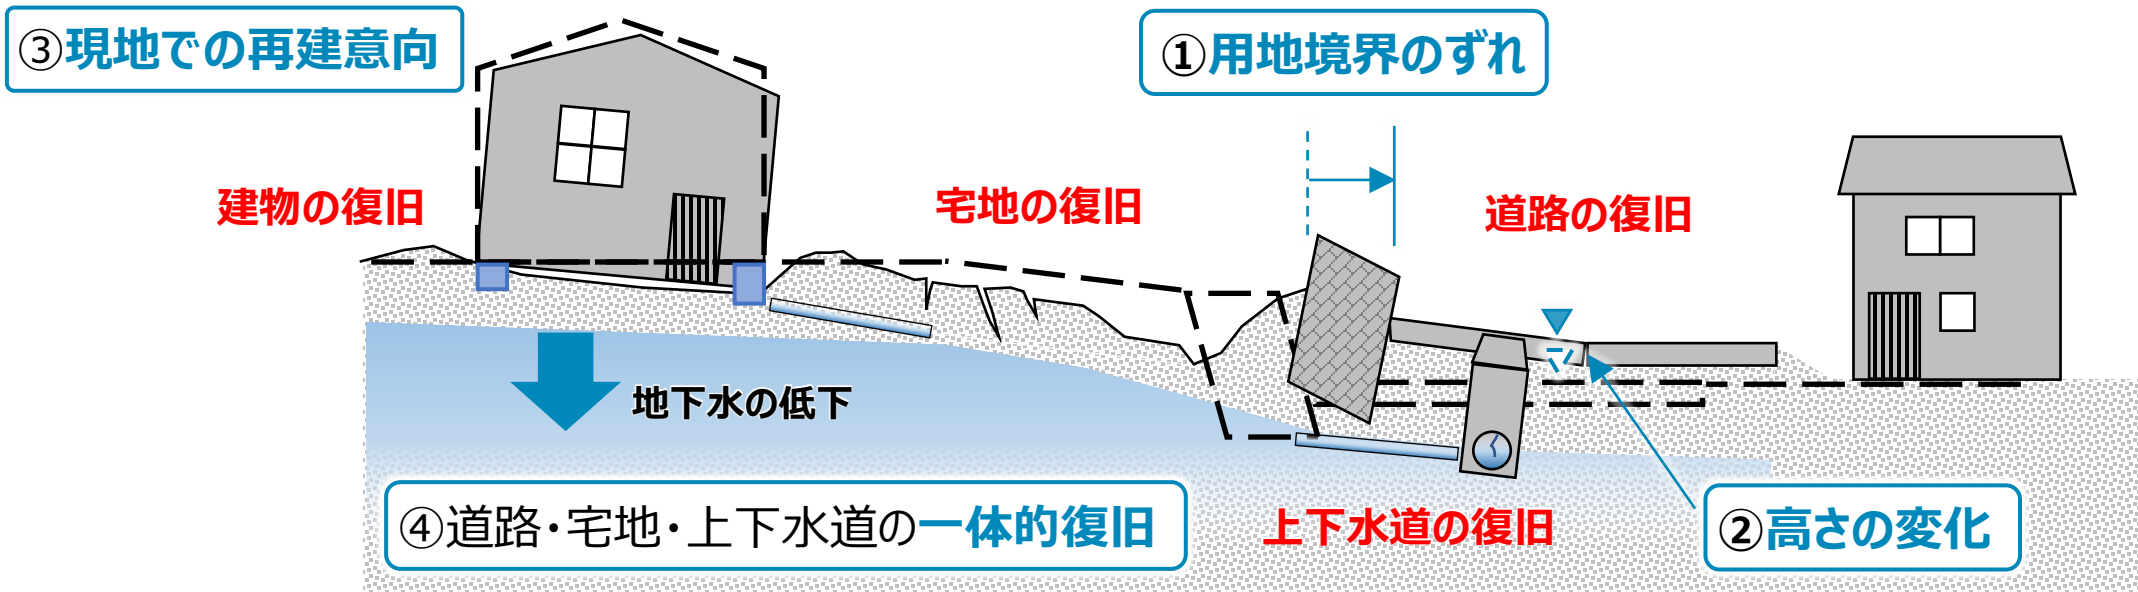 ③現地での再建意向
①用地境界のずれ
建物の復旧
宅地の復旧
道路の復旧
地下水の低下
④道路・宅地・上下水道の一体的復旧
上下水道の復旧
②高さの変化